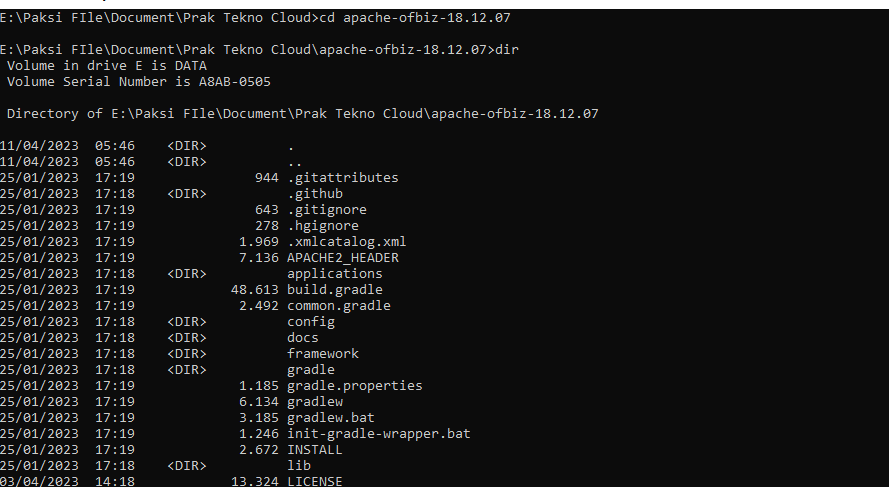 E:\Paksi FIle\Document\Prak Tekno Cloud>cd apache-ofbiz-18.12.07
E:\Paksi FIle\Document\Prak Tekno Cloud\apache-ofbiz-18.12.07>dir
Volume in drive E is DATA
Volume Serial Number is A8AB-0505
Directory of E:\Paksi FIle\Document\Prak Tekno Cloud\apache-ofbiz-18.12.07
11/04/2023  05:46    <DIR>          .
11/04/2023  05:46    <DIR>          ..
25/01/2023  17:19               944 .gitattributes
25/01/2023  17:18    <DIR>          .github
25/01/2023  17:19               643 .gitignore
25/01/2023  17:19               278 .hgignore
25/01/2023  17:19             1.969 .xmlcatalog.xml
25/01/2023  17:19             7.136 APACHE2_HEADER
25/01/2023  17:18    <DIR>          applications
25/01/2023  17:19            48.613 build.gradle
25/01/2023  17:19             2.492 common.gradle
25/01/2023  17:18    <DIR>          config
25/01/2023  17:18    <DIR>          docs
25/01/2023  17:18    <DIR>          framework
25/01/2023  17:18    <DIR>          gradle
25/01/2023  17:19             1.185 gradle.properties
25/01/2023  17:19             6.134 gradlew
25/01/2023  17:19             3.185 gradlew.bat
25/01/2023  17:19             1.246 init-gradle-wrapper.bat
25/01/2023  17:19             2.672 INSTALL
25/01/2023  17:18    <DIR>          lib
03/04/2023  14:18            13.324 LICENSE